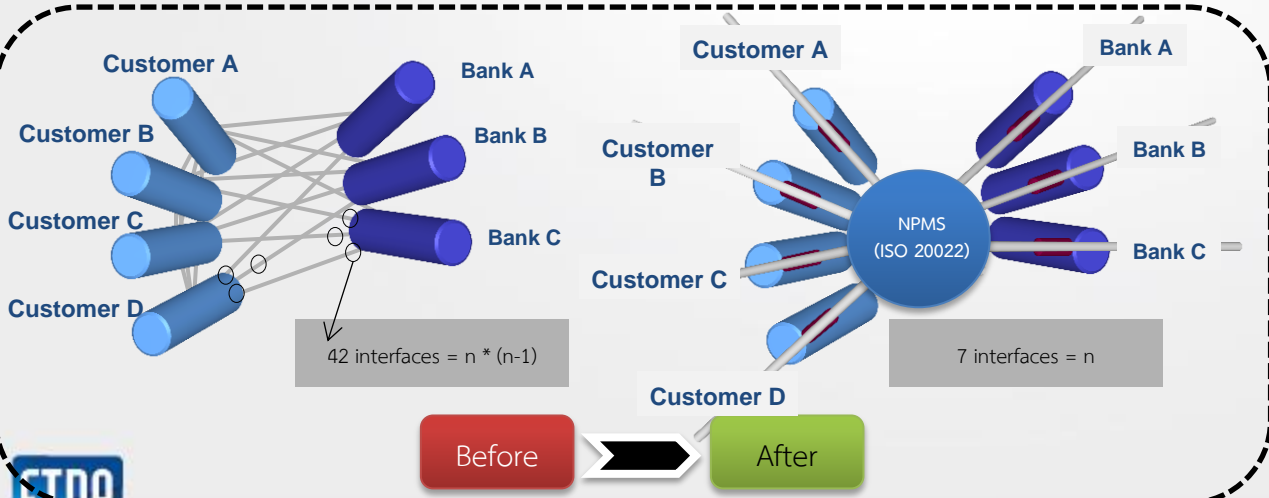 Customer A
Bank A
Customer B
Bank B
Customer C
Bank C
Customer D
42 interfaces = n * (n-1)
Customer A
Bank A
Customer
B
Bank B
NPMS
(ISO 20022)
Customer C
Bank C
7 interfaces = n
Customer D
Before
After
ETDA